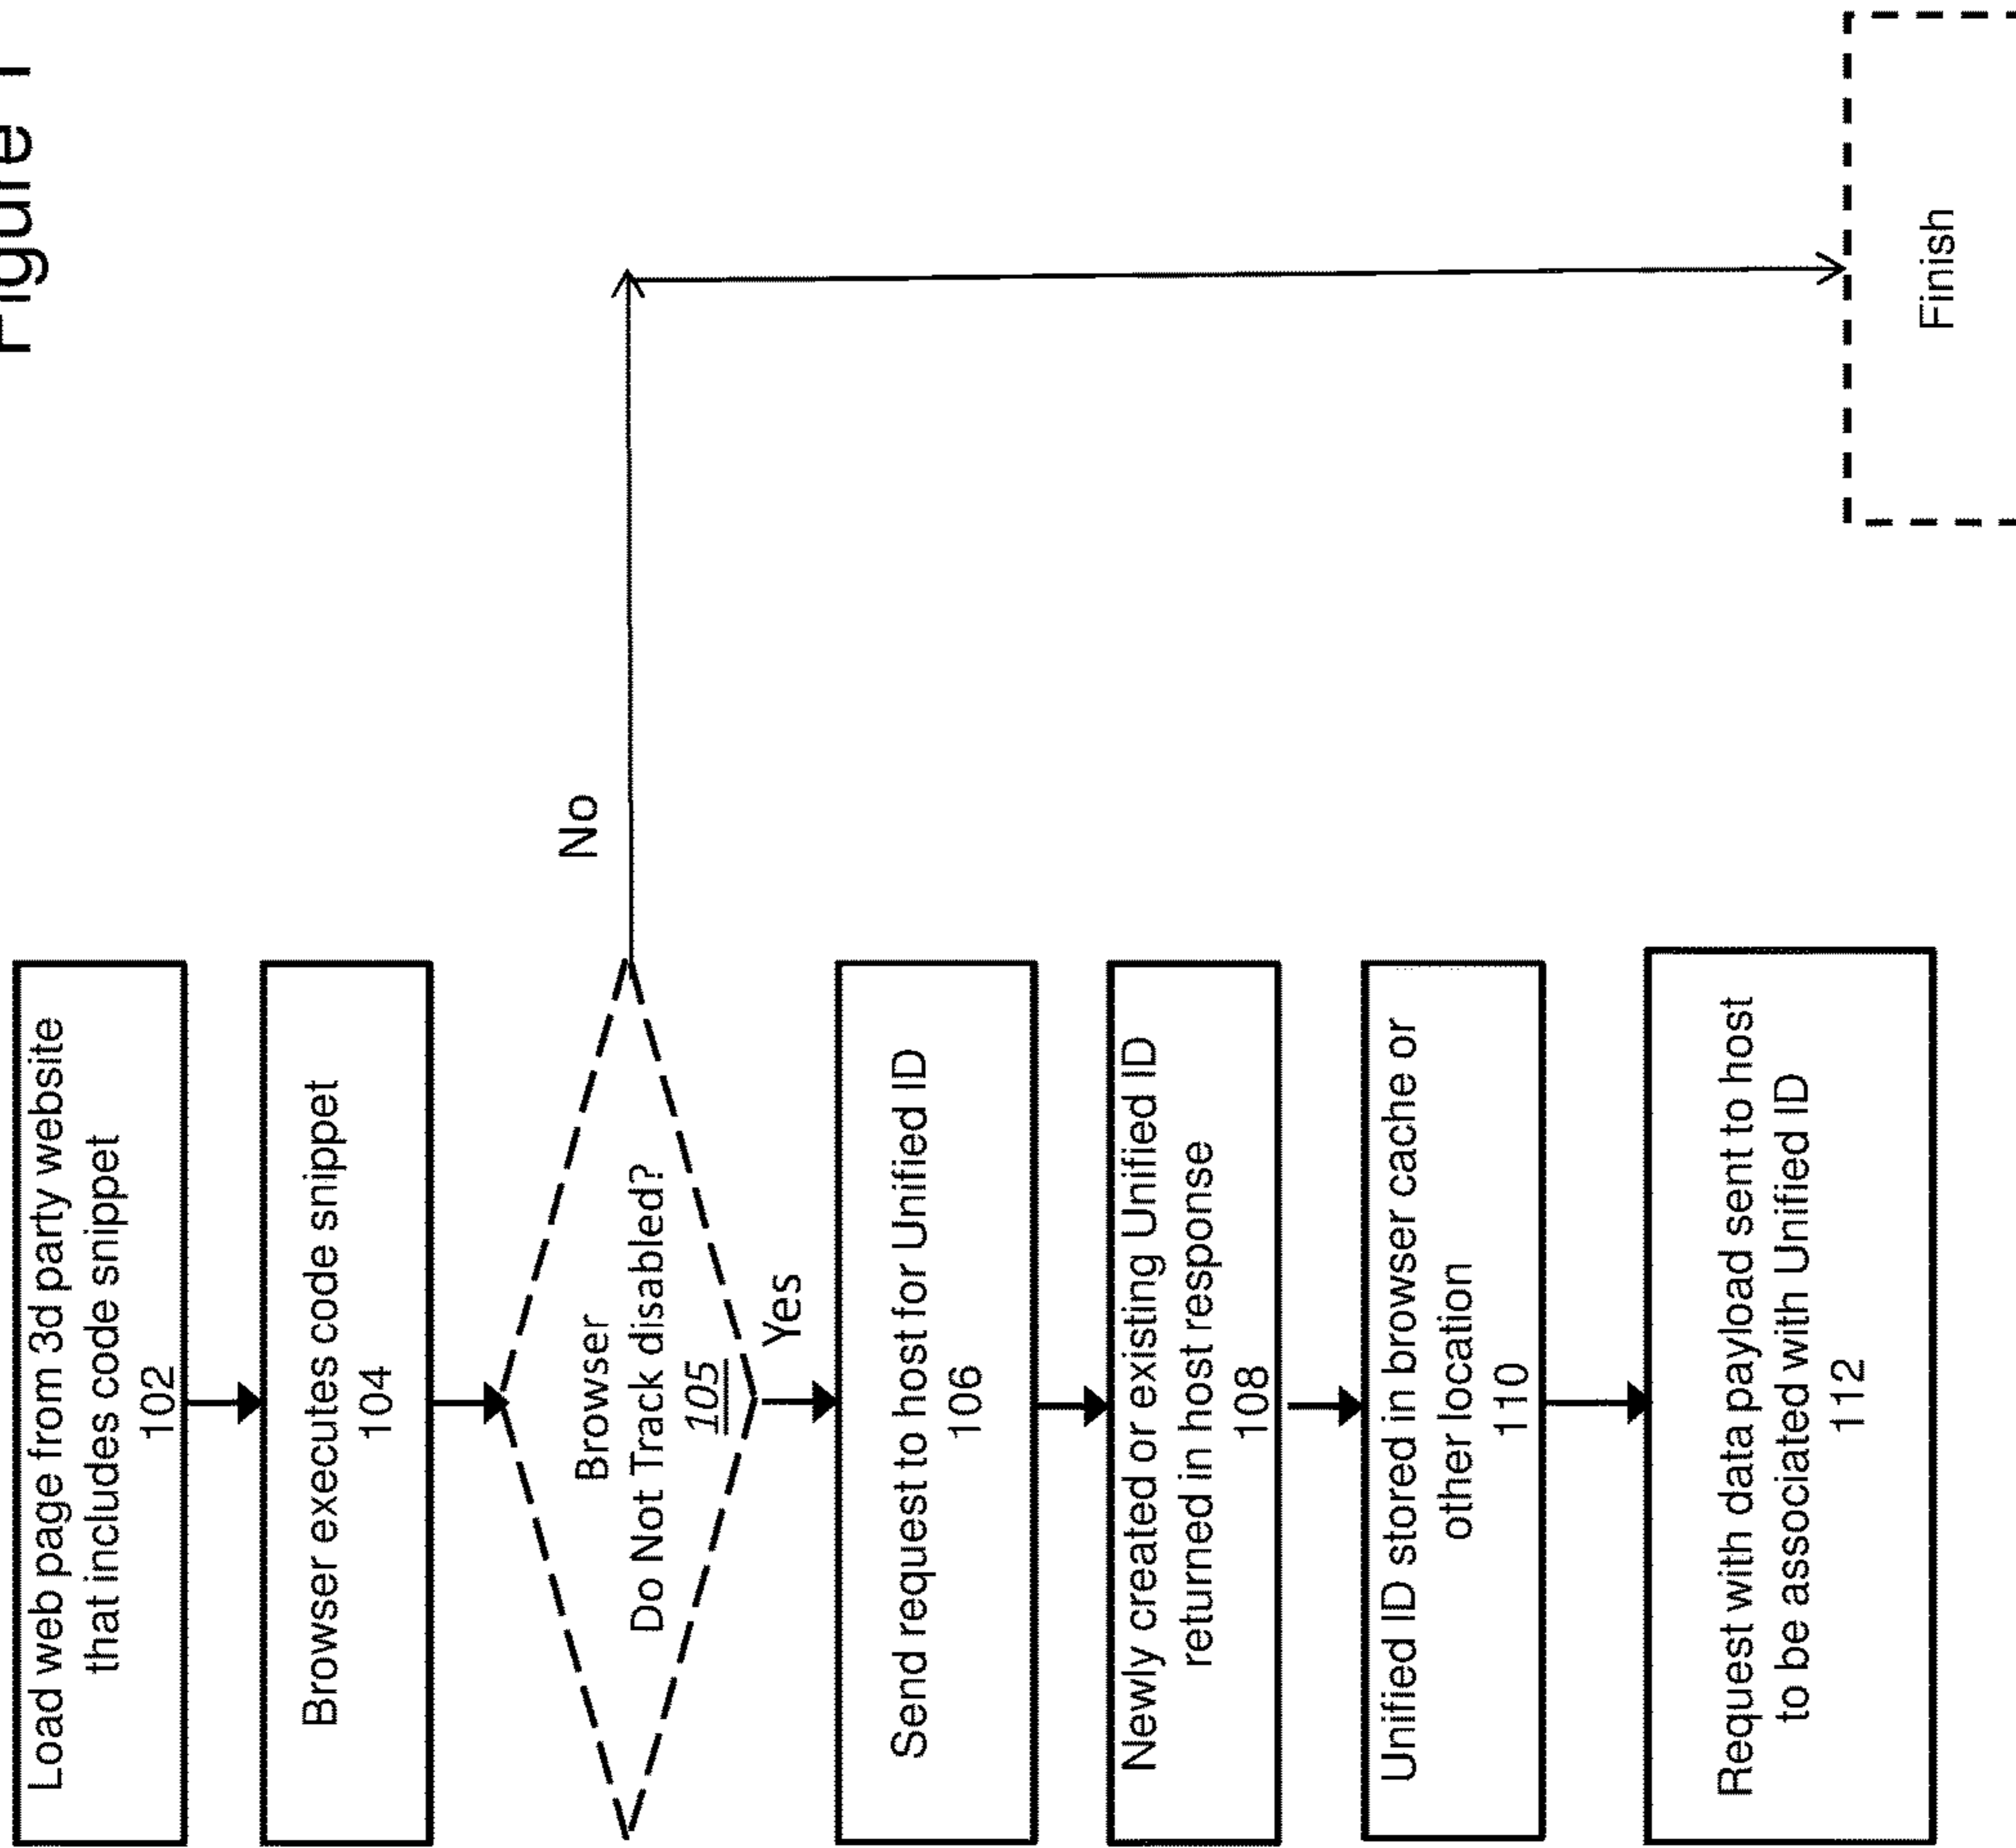 Figure 1
Load web page from 3d party website
that includes code snippet
102
Browser executes code snippet
104
Browser
Do Not Track disabled?
105
No
Yes
Send request to host for Unified ID
106
Newly created or existing Unified ID
returned in host response
108
Unified ID stored in browser cache or
other location
110
Request with data payload sent to host
to be associated with Unified ID
112
Finish